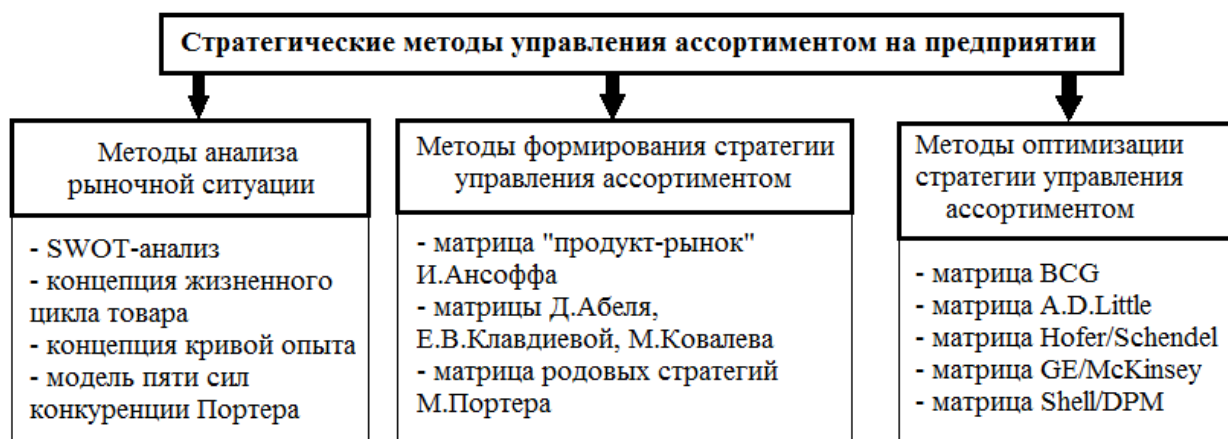 Стратегические методы управления ассортиментом на предприятии
Методы анализа
рыночной ситуации
- SWOT-анализ
- концепция жизненного
цикла товара
- концепция кривой опыта
- модель пяти сил
конкуренции Портера
Методы формирования стратегии
управления ассортиментом
- матрица "продукт-рынок"
И.Ансоффа
- матрицы Д.Абеля,
Е.В.Клавдиевой, М.Ковалева
- матрица родовых стратегий
М.Портера
Методы оптимизации
стратегии управления
ассортиментом
- матрица BCG
- матрица A.D.Little
- матрица Hofer/Schendel
- матрица GE/McKinsey
- матрица Shell/DPM